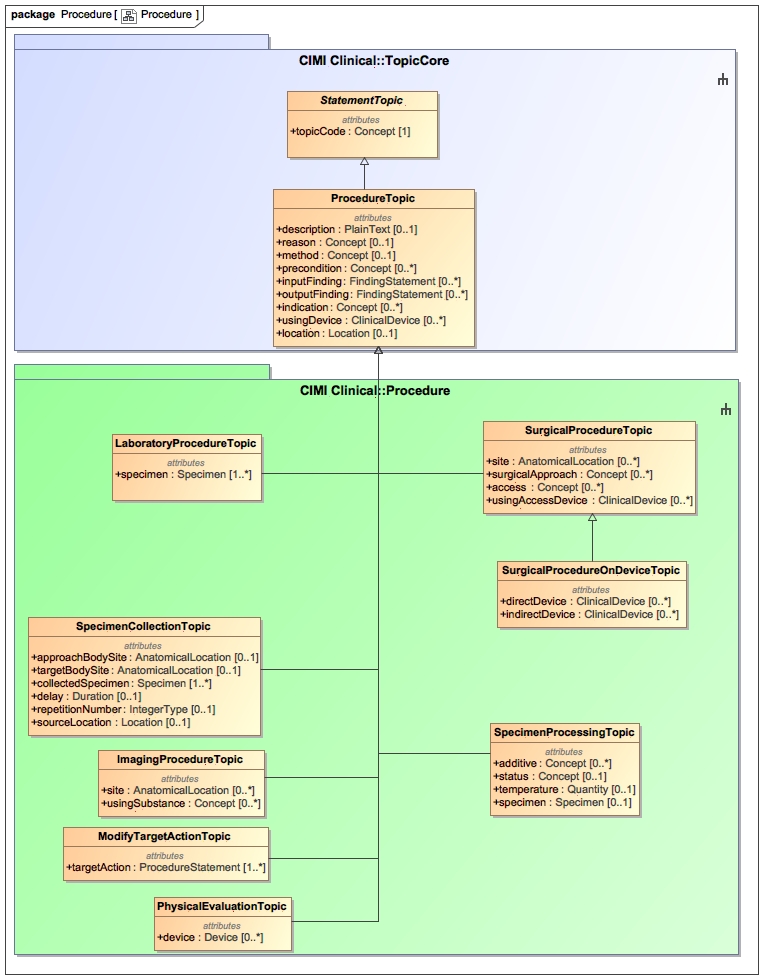 package Procedure [ Procedure ]
CIMI Clinical::TopicCore
StatementTopic
attributes
+topicCode : Concept [1]
ProcedureTopic
attributes
+description : PlainText [0..1]
+reason : Concept [0..1]
+method : Concept [0..1]
+precondition : Concept [0..*]
+inputFinding : FindingStatement [0..*]
+outputFinding : FindingStatement [0..*]
+indication : Concept [0..*]
+usingDevice : ClinicalDevice [0..*]
+location : Location [0..1]
CIMI Clinical::Procedure
LaboratoryProcedureTopic
attributes
+specimen : Specimen [1..*]
SurgicalProcedureTopic
attributes
+site : AnatomicalLocation [0..*]
+surgicalApproach : Concept [0..*]
+access : Concept [0..*]
+usingAccessDevice : ClinicalDevice [0..*]
SurgicalProcedureOnDeviceTopic
attributes
+directDevice : ClinicalDevice [0..*]
+indirectDevice : ClinicalDevice [0..*]
SpecimenCollectionTopic
attributes
+approachBodySite : AnatomicalLocation [0..1]
+targetBodySite : AnatomicalLocation [0..1]
+collectedSpecimen : Specimen [1..*]
+delay : Duration [0..1]
+repetitionNumber : IntegerType [0..1]
+sourceLocation : Location [0..1]
SpecimenProcessingTopic
attributes
+additive : Concept [0..*]
+status : Concept [0..1]
+temperature : Quantity [0..1]
+specimen : Specimen [0..1]
ImagingProcedureTopic
attributes
+site : AnatomicalLocation [0..*]
+usingSubstance : Concept [0..*]
ModifyTargetActionTopic
attributes
+targetAction : ProcedureStatement [1..*]
PhysicalEvaluationTopic
attributes
+device : Device [0..*]